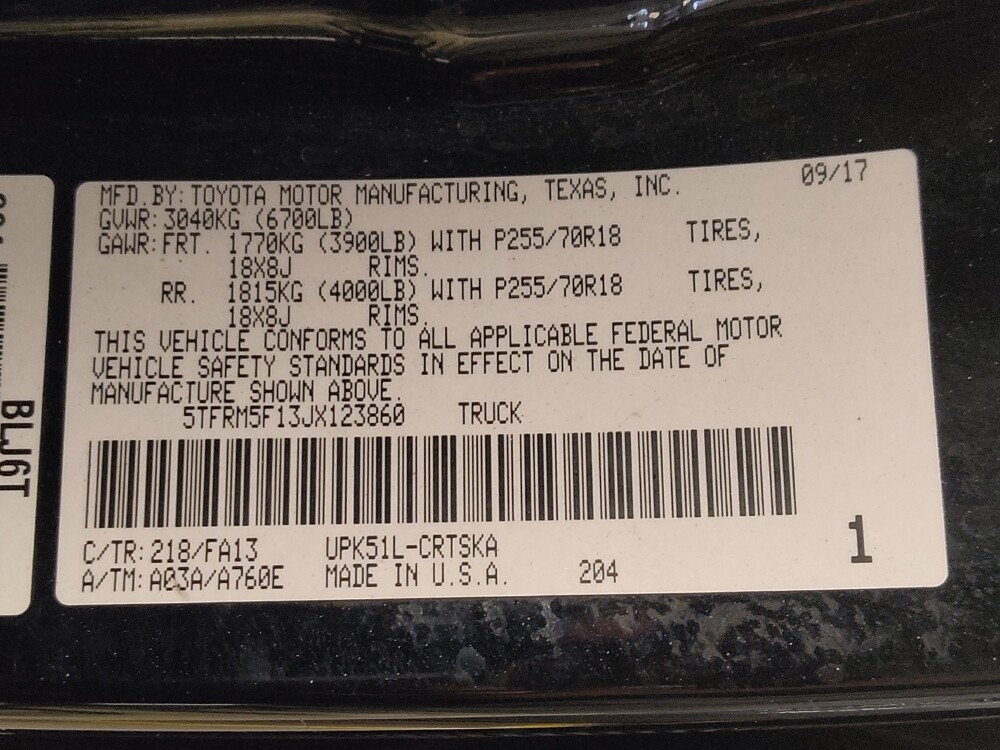 MFD.BY: TOYOTA MOTOR MANUFACTURING, TEXAS, INC. 09/17
GVWR: 3040KG (6700LB)
GAWR: FRT. 1770KG (3900LB) WITH P255/70R18 TIRES,
18X8J RIMS.
RR. 1815KG (4000LB) WITH P255/70R18 TIRES,
18X8J RIMS.
THIS VEHICLE CONFORMS TO ALL APPLICABLE FEDERAL MOTOR
VEHICLE SAFETY STANDARDS IN EFFECT ON THE DATE OF
MANUFACTURE SHOWN ABOVE.
5TFRM5F13JX123860 TRUCK
C/TR: 218/FA13 UPK51L-CRTSKA
A/TM: A03A/A760E MADE IN U.S.A. 204
1
BLJ6T